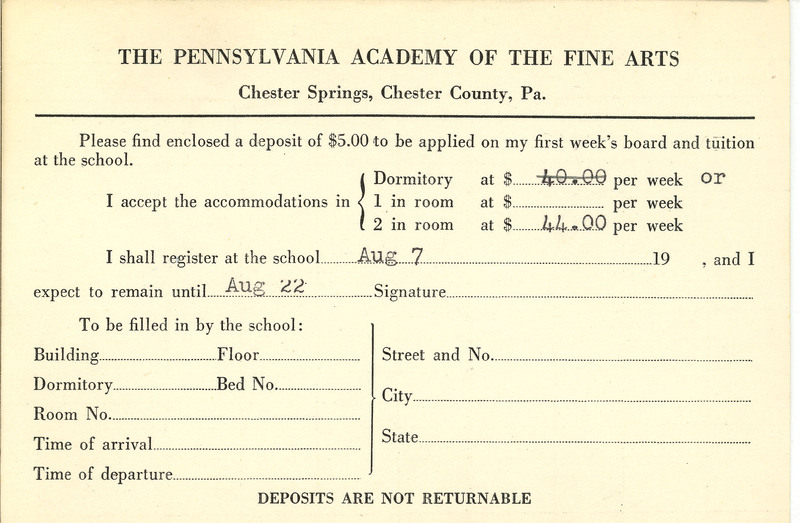 THE PENNSYLVANIA ACADEMY OF THE FINE ARTS
Chester Springs, Chester County, Pa.
Please find enclosed a deposit of $5.00 to be applied on my first week's board and tuition
at the school.
Dormitory at $ 40.00 per week or
I accept the accommodations in 1 in room at $ per week
2 in room at $ 44.00 per week
I shall register at the school Aug 7 19 , and I
expect to remain until Aug 22 Signature
To be filled in by the school:
Building Floor
Dormitory Bed No.
Room No.
Time of arrival
Time of departure
Street and No.
City
State
DEPOSITS ARE NOT RETURNABLE